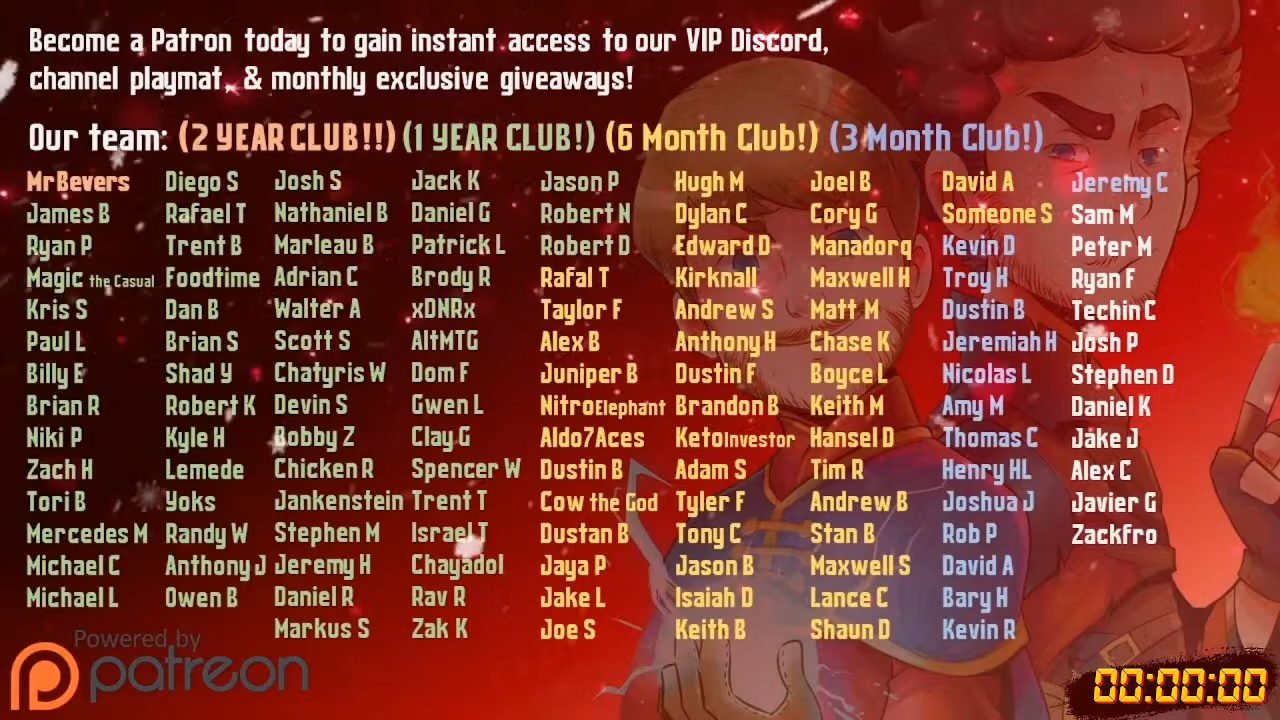 Become a Patron today to gain instant access to our VIP Discord,
channel playmat, & monthly exclusive giveaways!
Our team: (2 YEAR CLUB!!) (1 YEAR CLUB!) (6 Month Club!) (3 Month Club!)
MrBevers Diego S Josh S Jack K Jason P Hugh M Joel B David A Jeremy C
James B Rafael T Nathaniel B Daniel G Robert N Dylan C Cory G Someone S Sam M
Ryan P Trent B Marleau B Patrick L Robert D Edward D Manadorq Kevin D Peter M
Magic the Casual Foodtime Adrian C Brody R Rafal T Kirknall Maxwell H Troy H Ryan F
Kris S Dan B Walter A xDNRx Taylor F Andrew S Matt M Dustin B Techin C
Paul L Brian S Scott S AltMTG Alex B Anthony H Chase K Jeremiah H Josh P
Billy E Shad Y Chatyris W Dom F Juniper B Dustin F Boyce L Nicolas L Stephen D
Brian R Robert K Devin S Gwen L NitroElephant Brandon B Keith M Amy M Daniel K
Niki P Kyle H Bobby Z Clay G Aldo7Aces KetoInvestor Hansel D Thomas C Jake J
Zach H Lemede Chicken R Spencer W Dustin B Adam S Tim R Henry HL Alex C
Tori B Yoks Jankenstein Trent T Cow the God Tyler F Andrew B Joshua J Javier G
Mercedes M Randy W Stephen M Israel T Dustan B Tony C Stan B Rob P Zackfro
Michael C Anthony J Jeremy H Chayadol Jaya P Jason B Maxwell S David A
Michael L Owen B Daniel R Rav R Jake L Isaiah D Lance C Bary H
Markus S Zak K Joe S Keith B Shaun D Kevin R
Powered by
patreon
00:00:00